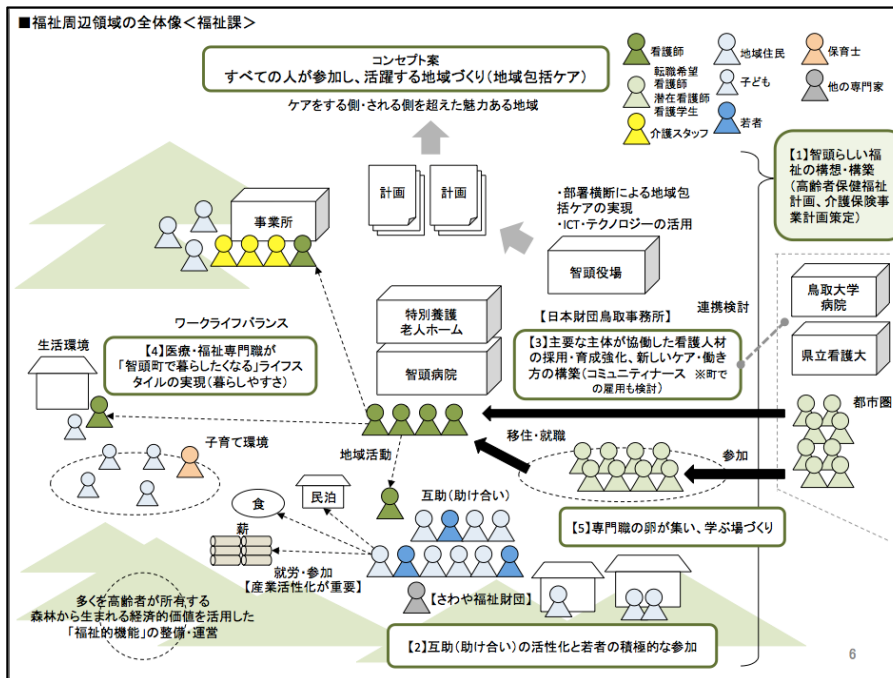 ■福祉周辺領域の全体像＜福祉課＞
コンセプト案
すべての人が参加し、活躍する地域づくり（地域包括ケア）
ケアをする側・される側を超えた魅力ある地域
看護師
地域住民
保育士
転職希望
看護師
潜在看護師
看護学生
子ども
他の専門家
介護スタッフ
若者
【1】智頭らしい福
祉の構想・構築
（高齢者保健福祉
計画、介護保険事
業計画策定）
計画
計画
事業所
・部署横断による地域包
括ケアの実現
・ICT・テクノロジーの活用
智頭役場
鳥取大学
病院
県立看護大
連携検討
特別養護
老人ホーム
智頭病院
【日本財団鳥取事務所】
【3】主要な主体が協働した看護人材
の採用・育成強化、新しいケア・働き
方の構築（コミュニティナース　※町で
の雇用も検討）
ワークライフバランス
生活環境
【4】医療・福祉専門職が
「智頭町で暮らしたくなる」ライフス
タイルの実現（暮らしやすさ）
都市圏
移住・就職
参加
子育て環境
地域活動
民泊
食
薪
互助（助け合い）
【5】専門職の卵が集い、学ぶ場づくり
就労・参加
【産業活性化が重要】
【さわや福祉財団】
多くを高齢者が所有する
森林から生まれる経済的価値を活用した
「福祉的機能」の整備・運営
【2】互助（助け合い）の活性化と若者の積極的な参加
6